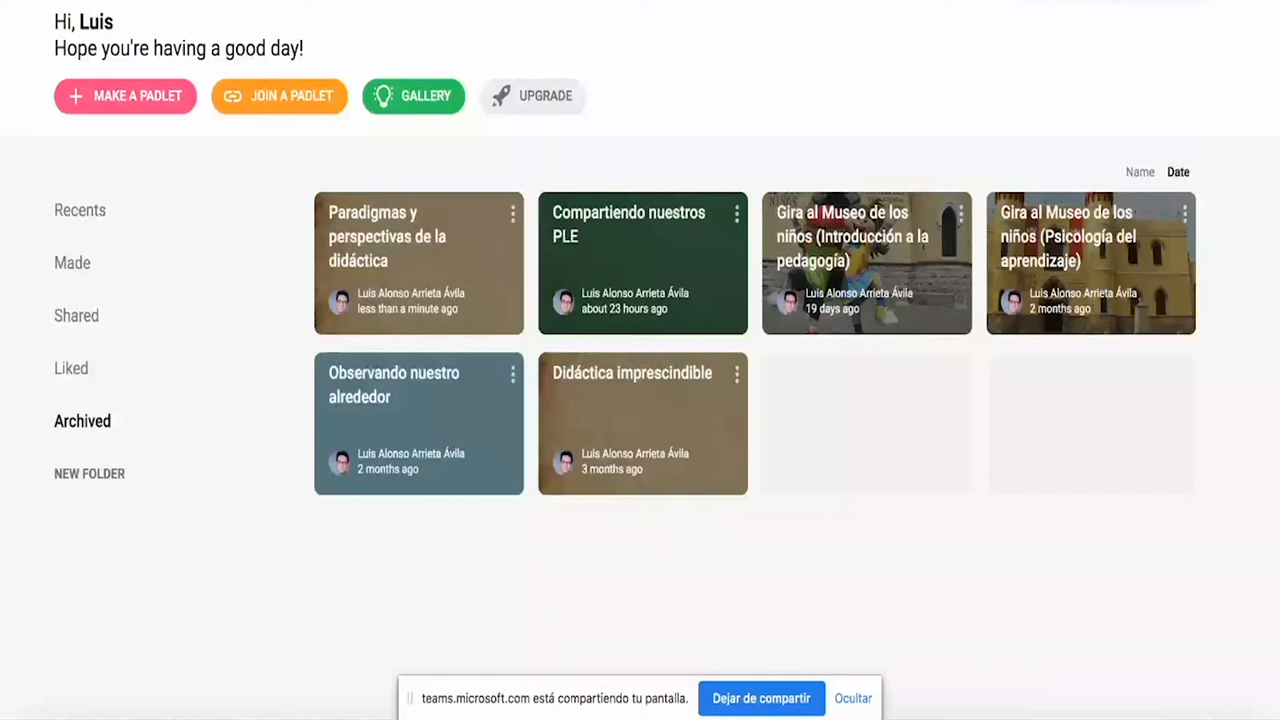 Hi, Luis
Hope you're having a good day!
MAKE A PADLET
JOIN A PADLET
GALLERY
UPGRADE
Name
Date
Recents
Made
Shared
Liked
Archived
NEW FOLDER
Paradigmas y
perspectivas de la
didáctica
Luis Alonso Arrieta Ávila
less than a minute ago
Compartiendo nuestros
PLE
Luis Alonso Arrieta Ávila
about 23 hours ago
Gira al Museo de los
niños (Introducción a la
pedagogía)
Luis Alonso Arrieta Ávila
19 days ago
Gira al Museo de los
niños (Psicología del
aprendizaje)
Luis Alonso Arrieta Ávila
2 months ago
Observando nuestro
alrededor
Luis Alonso Arrieta Ávila
2 months ago
Didáctica imprescindible
Luis Alonso Arrieta Ávila
3 months ago
teams.microsoft.com está compartiendo tu pantalla.
Dejar de compartir
Ocultar